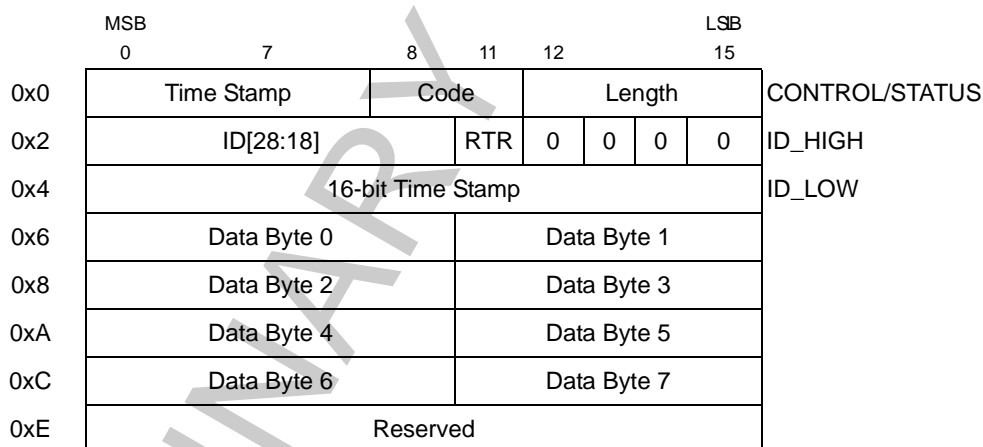 MSB LSB
0 7 8 11 12 15
0x0 Time Stamp Code Length CONTROL/STATUS
0x2 ID[28:18] RTR 0 0 0 0 ID_HIGH
0x4 16-bit Time Stamp ID_LOW
0x6 Data Byte 0 Data Byte 1
0x8 Data Byte 2 Data Byte 3
0xA Data Byte 4 Data Byte 5
0xC Data Byte 6 Data Byte 7
0xE Reserved
INARY